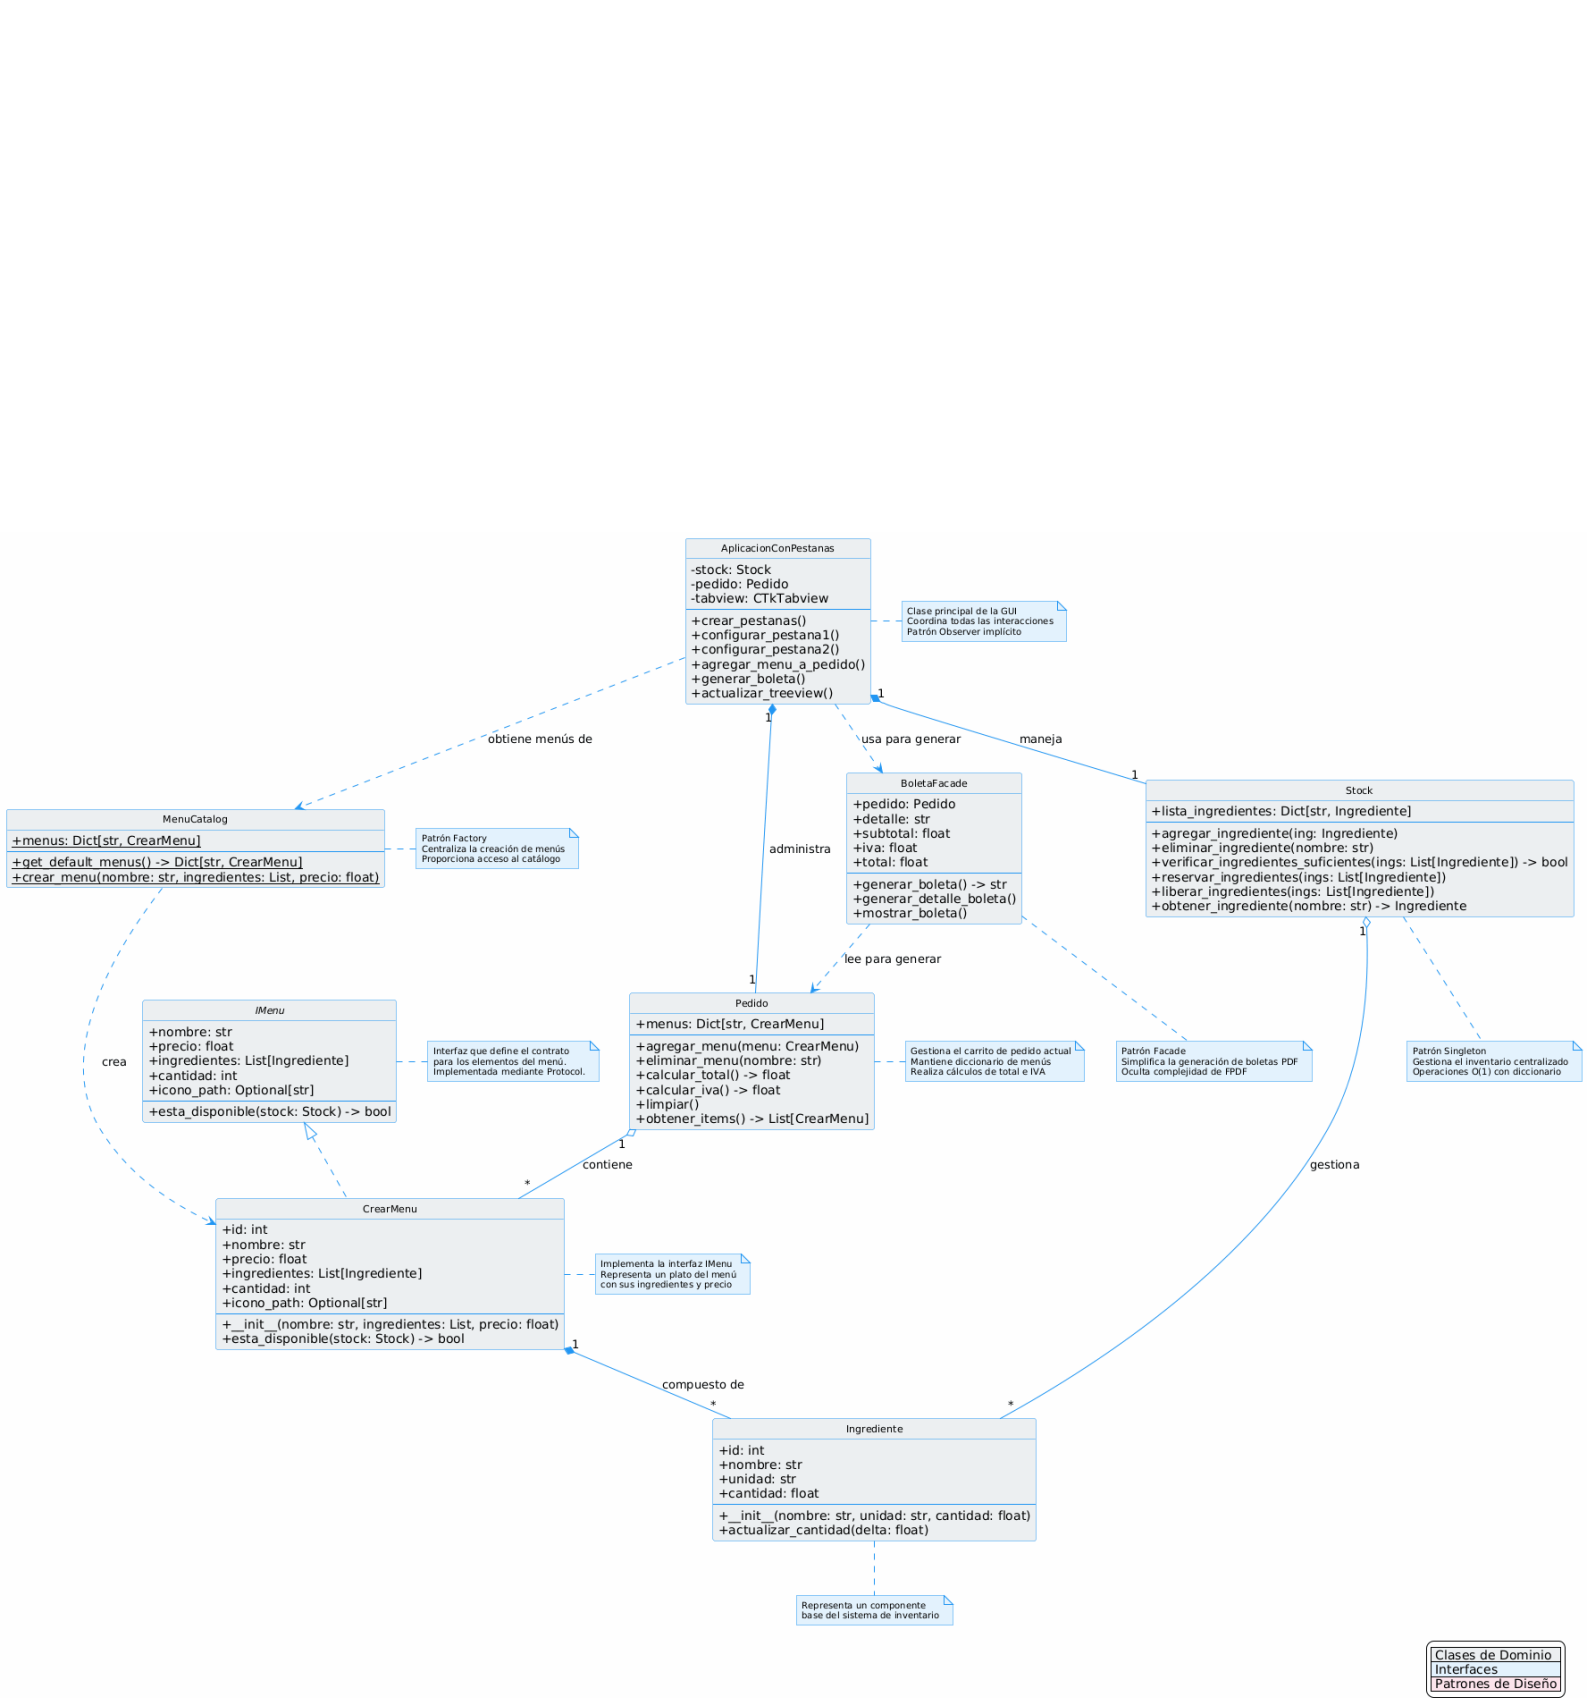 AplicacionConPestanas
-stock: Stock
-pedido: Pedido
-tabview: CTkTabview
+crear_pestanas()
+configurar_pestana1()
+configurar_pestana2()
+agregar_menu_a_pedido()
+generar_boleta()
+actualizar_treeview()
Clase principal de la GUI
Coordina todas las interacciones
Patrón Observer implícito
1
1
obtiene menús de
usa para generar
maneja
1
MenuCatalog
+menus: Dict[str, CrearMenu]
+get_default_menus() -> Dict[str, CrearMenu]
+crear_menu(nombre: str, ingredientes: List, precio: float)
Patrón Factory
Centraliza la creación de menús
Proporciona acceso al catálogo
administra
BoletaFacade
+pedido: Pedido
+detalle: str
+subtotal: float
+iva: float
+total: float
+generar_boleta() -> str
+generar_detalle_boleta()
+mostrar_boleta()
Stock
+lista_ingredientes: Dict[str, Ingrediente]
+agregar_ingrediente(ing: Ingrediente)
+eliminar_ingrediente(nombre: str)
+verificar_ingredientes_suficientes(ings: List[Ingrediente]) -> bool
+reservar_ingredientes(ings: List[Ingrediente])
+liberar_ingredientes(ings: List[Ingrediente])
+obtener_ingrediente(nombre: str) -> Ingrediente
1
lee para generar
1
crea
IMenu
+nombre: str
+precio: float
+ingredientes: List[Ingrediente]
+cantidad: int
+icono_path: Optional[str]
+esta_disponible(stock: Stock) -> bool
Interfaz que define el contrato
para los elementos del menú.
Implementada mediante Protocol.
Pedido
+menus: Dict[str, CrearMenu]
+agregar_menu(menu: CrearMenu)
+eliminar_menu(nombre: str)
+calcular_total() -> float
+calcular_iva() -> float
+limpiar()
+obtener_items() -> List[CrearMenu]
Gestiona el carrito de pedido actual
Mantiene diccionario de menús
Realiza cálculos de total e IVA
Patrón Facade
Simplifica la generación de boletas PDF
Oculta complejidad de FPDF
Patrón Singleton
Gestiona el inventario centralizado
Operaciones O(1) con diccionario
1
contiene
*
gestiona
CrearMenu
+id: int
+nombre: str
+precio: float
+ingredientes: List[Ingrediente]
+cantidad: int
+icono_path: Optional[str]
+__init__(nombre: str, ingredientes: List, precio: float)
+esta_disponible(stock: Stock) -> bool
Implementa la interfaz IMenu
Representa un plato del menú
con sus ingredientes y precio
1
compuesto de
*
*
Ingrediente
+id: int
+nombre: str
+unidad: str
+cantidad: float
+__init__(nombre: str, unidad: str, cantidad: float)
+actualizar_cantidad(delta: float)
Representa un componente
base del sistema de inventario
Clases de Dominio
Interfaces
Patrones de Diseño